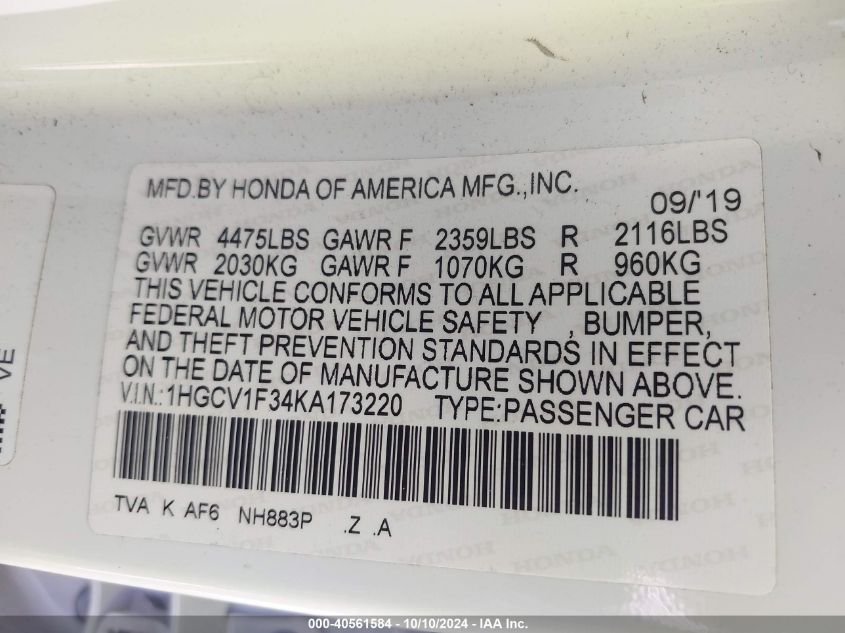 MFD.BY HONDA OF AMERICA MFG.,INC.
09/'19
GVWR 4475LBS GAWR F 2359LBS R 2116LBS
GVWR 2030KG GAWR F 1070KG R 960KG
THIS VEHICLE CONFORMS TO ALL APPLICABLE
FEDERAL MOTOR VEHICLE SAFETY , BUMPER,
AND THEFT PREVENTION STANDARDS IN EFFECT
ON THE DATE OF MANUFACTURE SHOWN ABOVE.
V.I.N.:1HGCV1F34KA173220 TYPE:PASSENGER CAR
TVA K AF6 NH883P .Z .A
VE
000-40561584 - 10/10/2024 - IAA Inc.